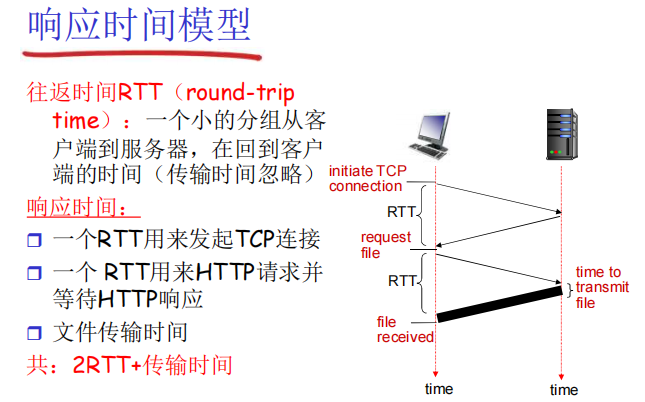 响应时间模型
往返时间RTT（round-trip
time）：一个小的分组从客
户端到服务器，在回到客户
端的时间（传输时间忽略）
响应时间：
一个RTT用来发起TCP连接
一个 RTT用来HTTP请求并
等待HTTP响应
文件传输时间
共：2RTT+传输时间
initiate TCP
connection
RTT
request
file
RTT
time to
transmit
file
file
received
time
time